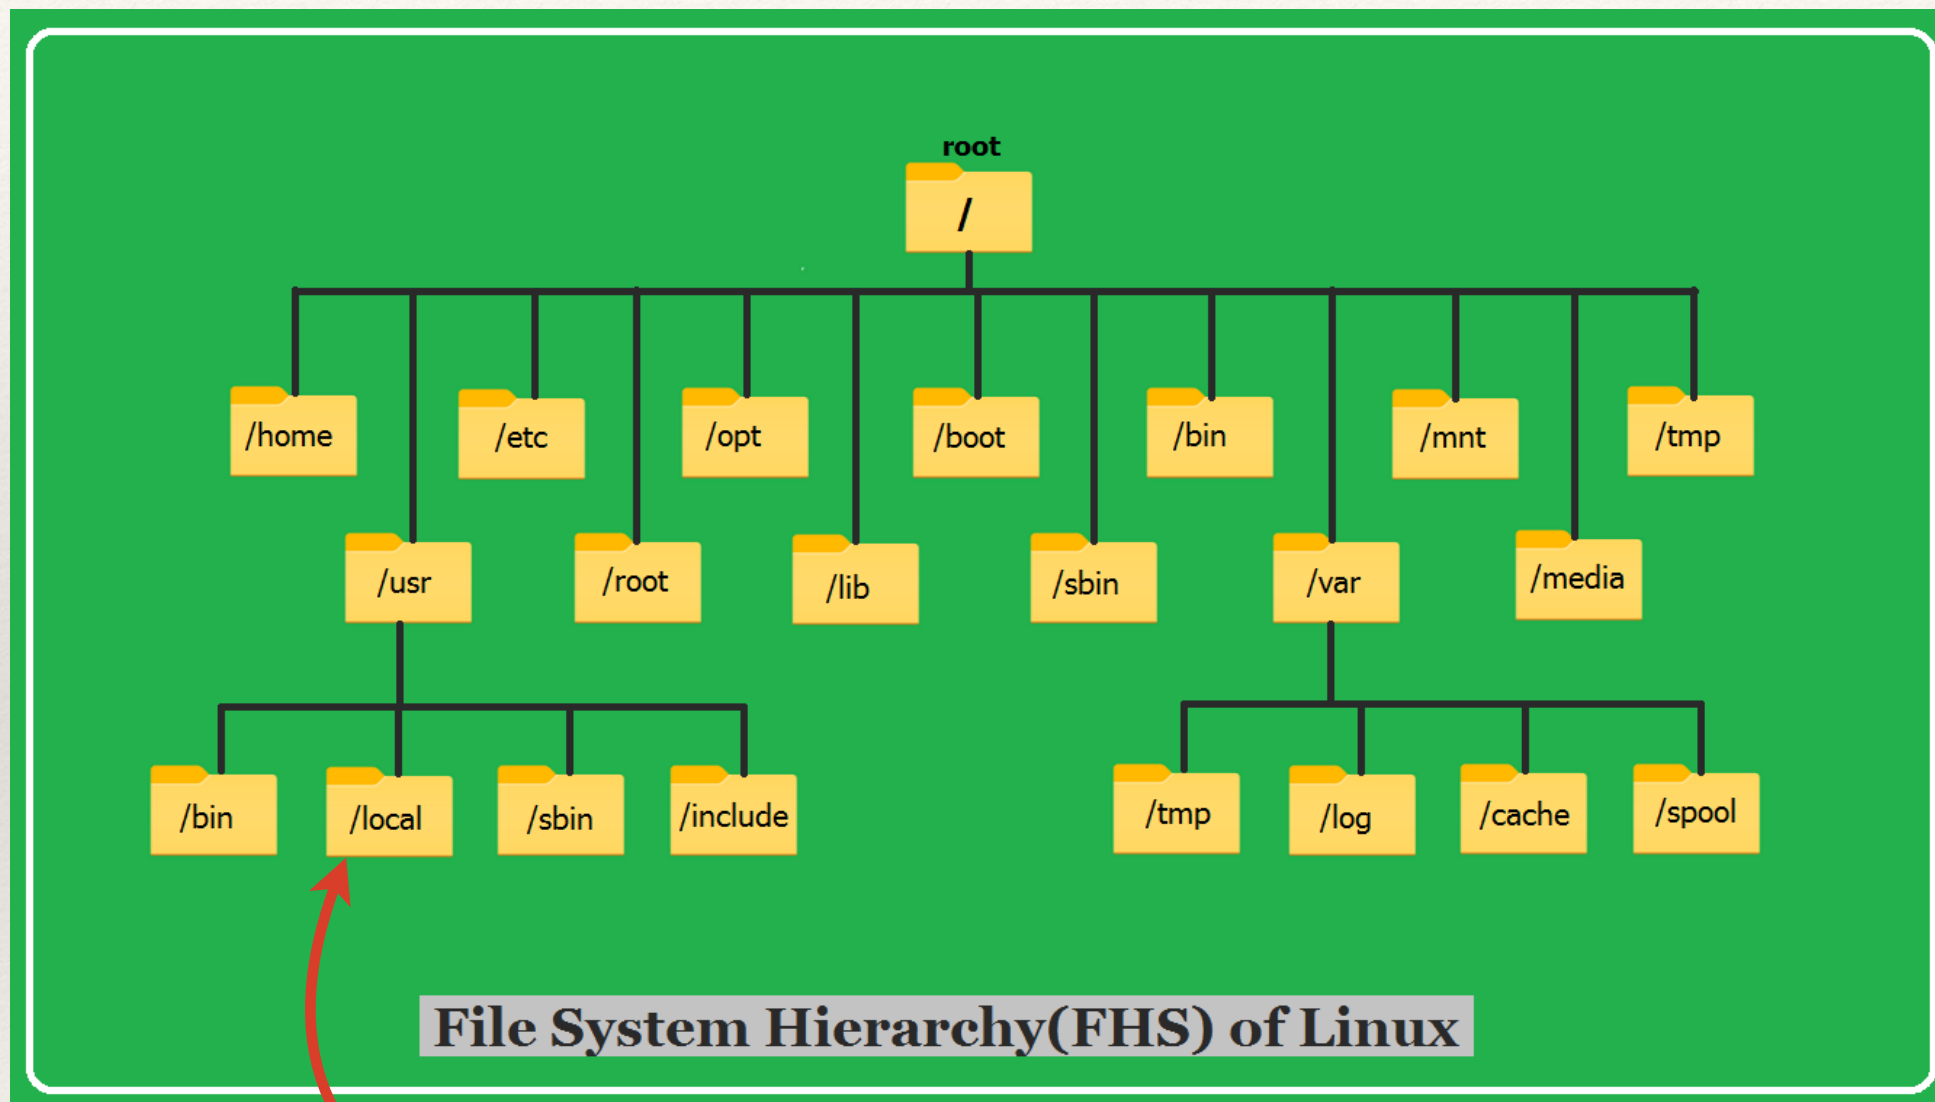 root
/
/home
/etc
/opt
/boot
/bin
/mnt
/tmp
/usr
/root
/lib
/sbin
/var
/media
/bin
/local
/sbin
/include
/tmp
/log
/cache
/spool
File System Hierarchy(FHS) of Linux